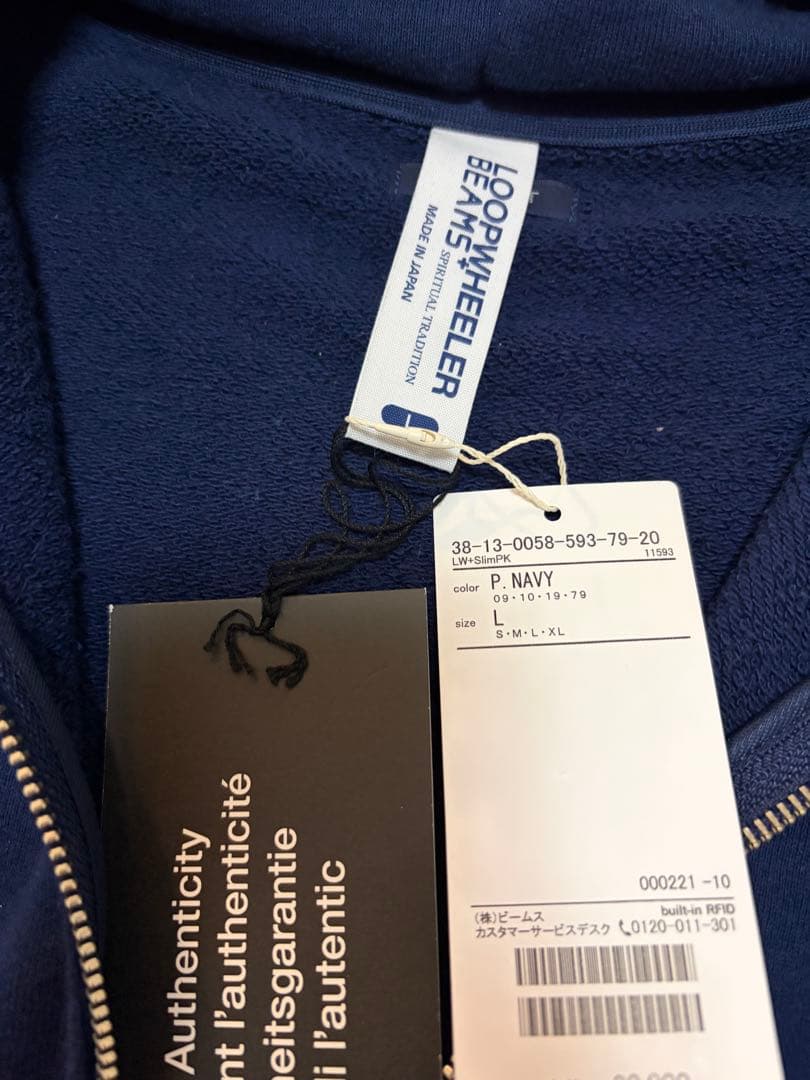 LOOPWHEELER
BEAMS+
SPIRITUAL TRADITION
MADE IN JAPAN
38-13-0058-593-79-20
LW+SlimPK 11593
color P. NAVY
09・10・19・79
size L
S・M・L・XL
000221 -10
built-in RFID
(株)ビームス
カスタマーサービスデスク 0120-011-301
Authenticity
nt l'authenticité
heitsgarantie
di l'autentic